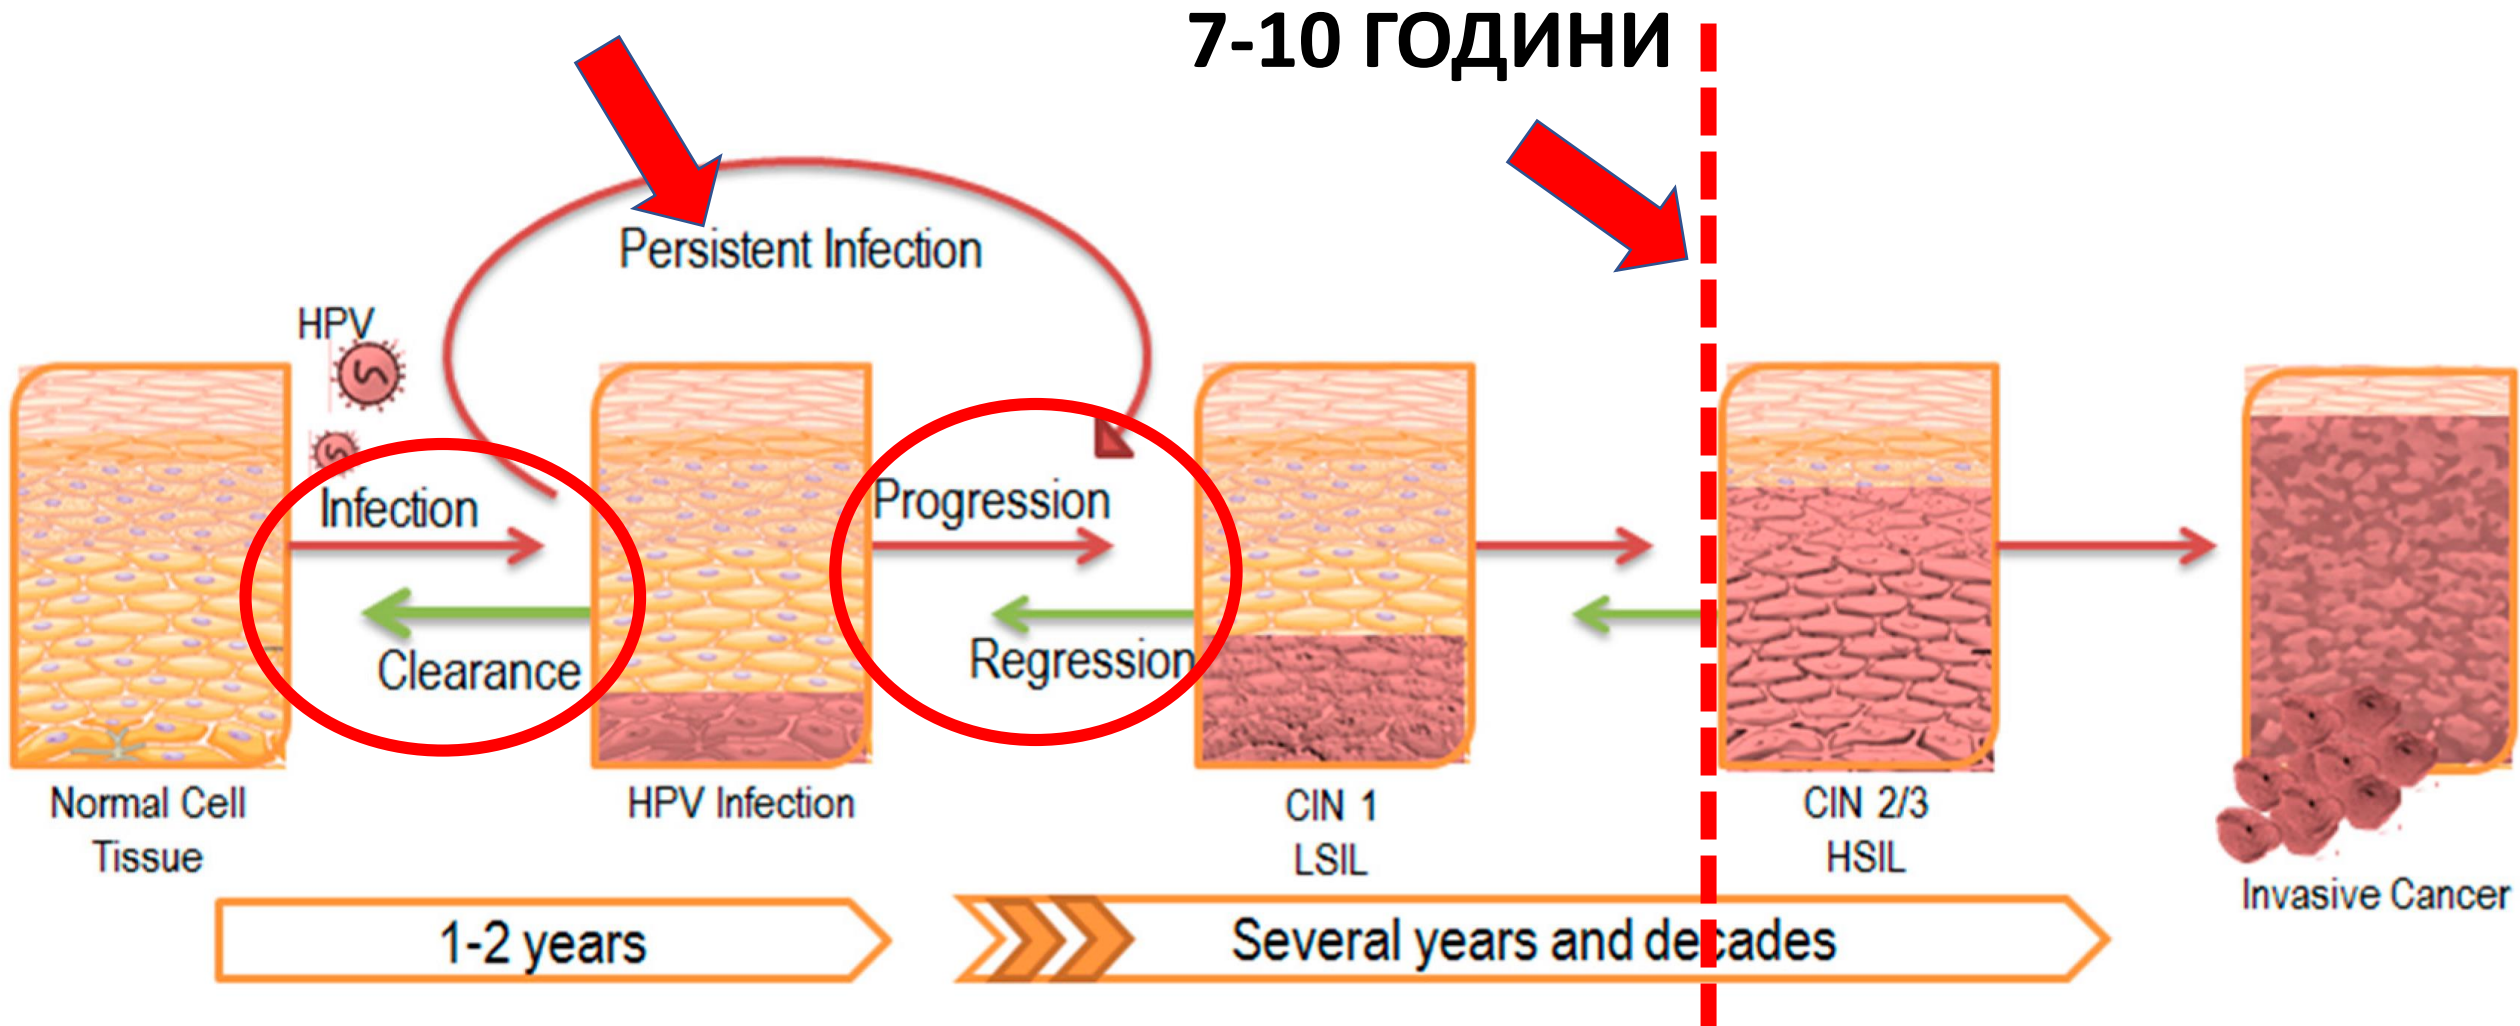 7-10 ГОДИНИ
Persistent Infection
HPV
Infection
Progression
Clearance
Regression
Normal Cell
Tissue
HPV Infection
CIN 1
LSIL
CIN 2/3
HSIL
Invasive Cancer
1-2 years
Several years and decades